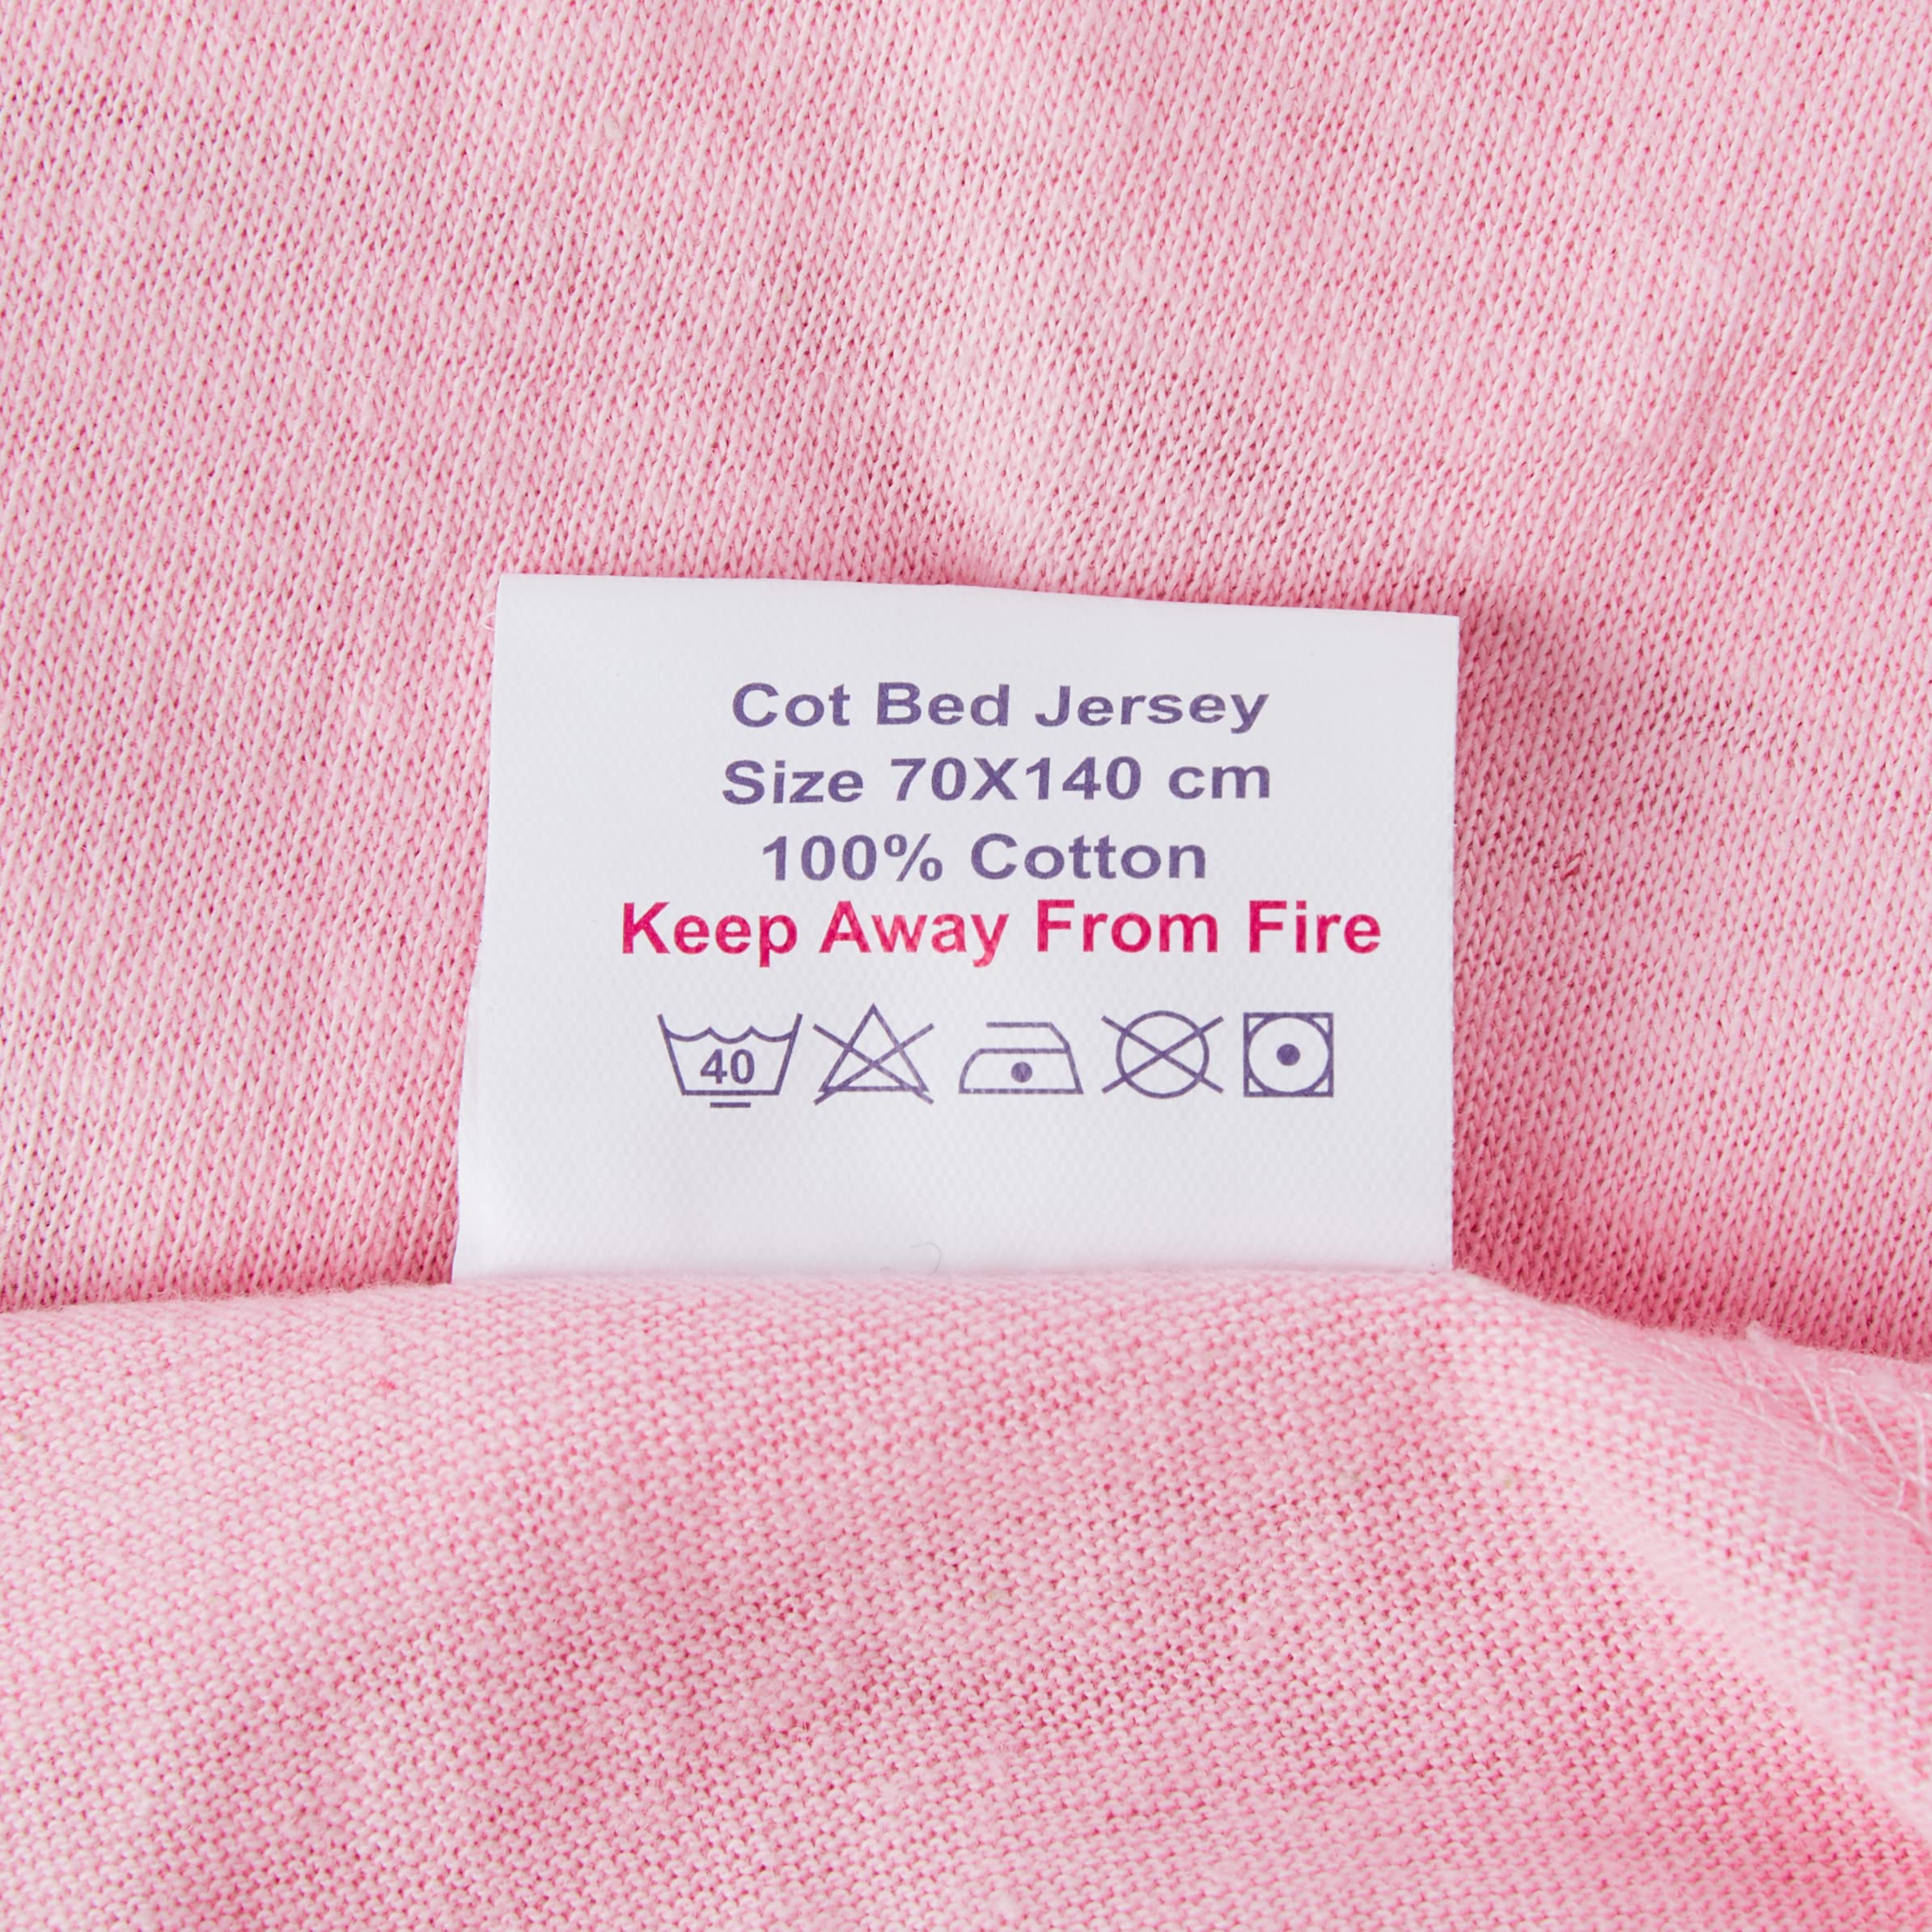 Cot Bed Jersey
Size 70X140 cm
100% Cotton
Keep Away From Fire
40